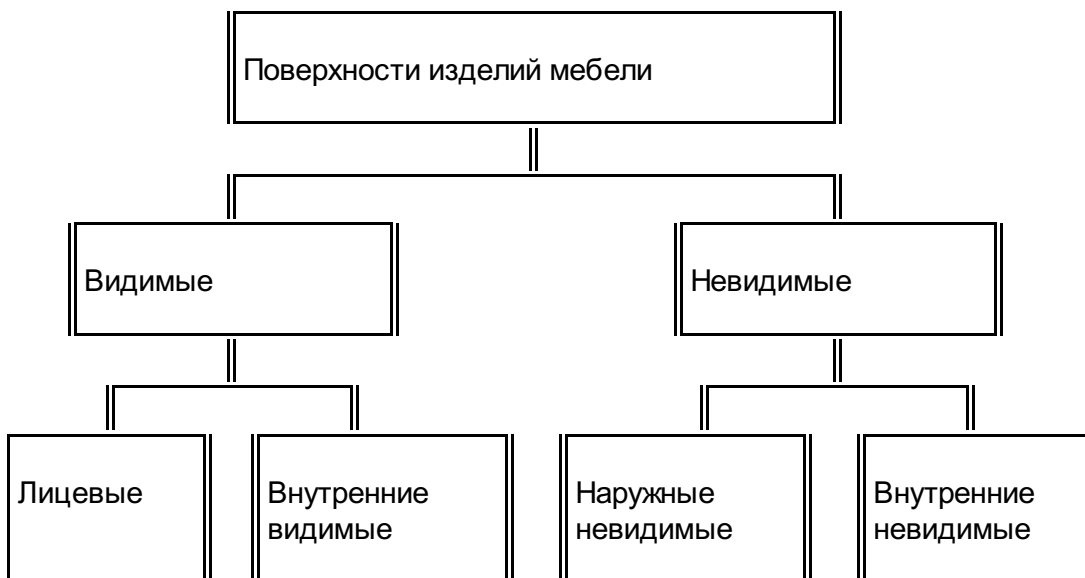 Поверхности изделий мебели
Видимые
Невидимые
Лицевые
Внутренние
видимые
Наружные
невидимые
Внутренние
невидимые